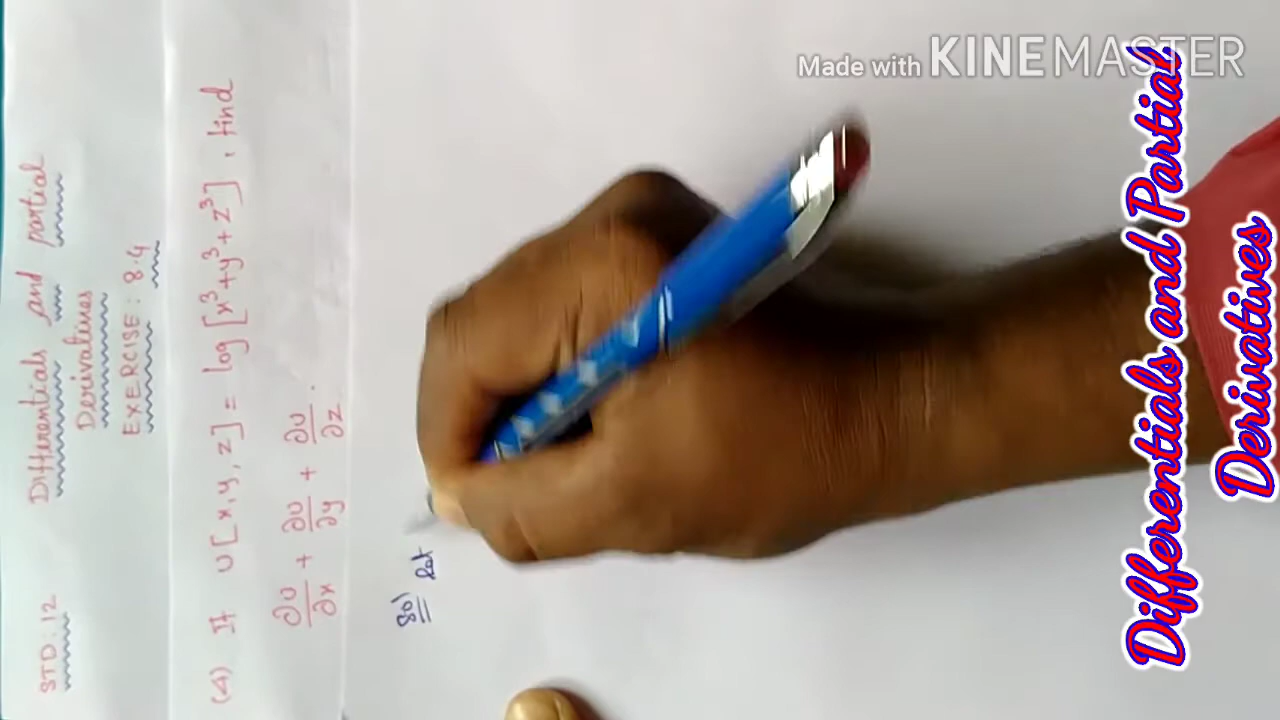 STD: 12 Differentials and partial
Derivatives
EXERCISE: 8.4
(4) If U[x,y,z] = log[x³+y³+z³], find
∂U/∂x + ∂U/∂y + ∂U/∂z.
Sol let
Made with KINEMASTER
Differentials and Partial
Derivatives